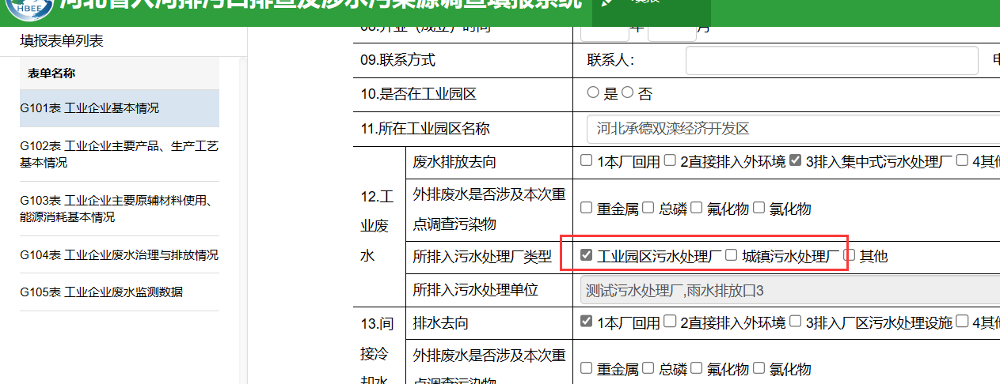 HBEE
河北省入河排污口排查及涉水污染源调查填报系统
填报
填报表单列表
表单名称
G101表 工业企业基本情况
G102表 工业企业主要产品、生产工艺
基本情况
G103表 工业企业主要原辅材料使用、
能源消耗基本情况
G104表 工业企业废水治理与排放情况
G105表 工业企业废水监测数据
08.开业（成立）时间 年 月
09.联系方式 联系人：
10.是否在工业园区 是 否
11.所在工业园区名称 河北承德双滦经济开发区
12.工
业废
水
废水排放去向 1本厂回用 2直接排入外环境 3排入集中式污水处理厂 4其他
外排废水是否涉及本次重
点调查污染物
重金属 总磷 氟化物 氯化物
所排入污水处理厂类型 工业园区污水处理厂 城镇污水处理厂 其他
所排入污水处理单位 测试污水处理厂,雨水排放口3
13.间
接冷
却水
排水去向 1本厂回用 2直接排入外环境 3排入厂区污水处理设施 4其他
外排废水是否涉及本次重
点调查污染物
重金属 总磷 氟化物 氯化物